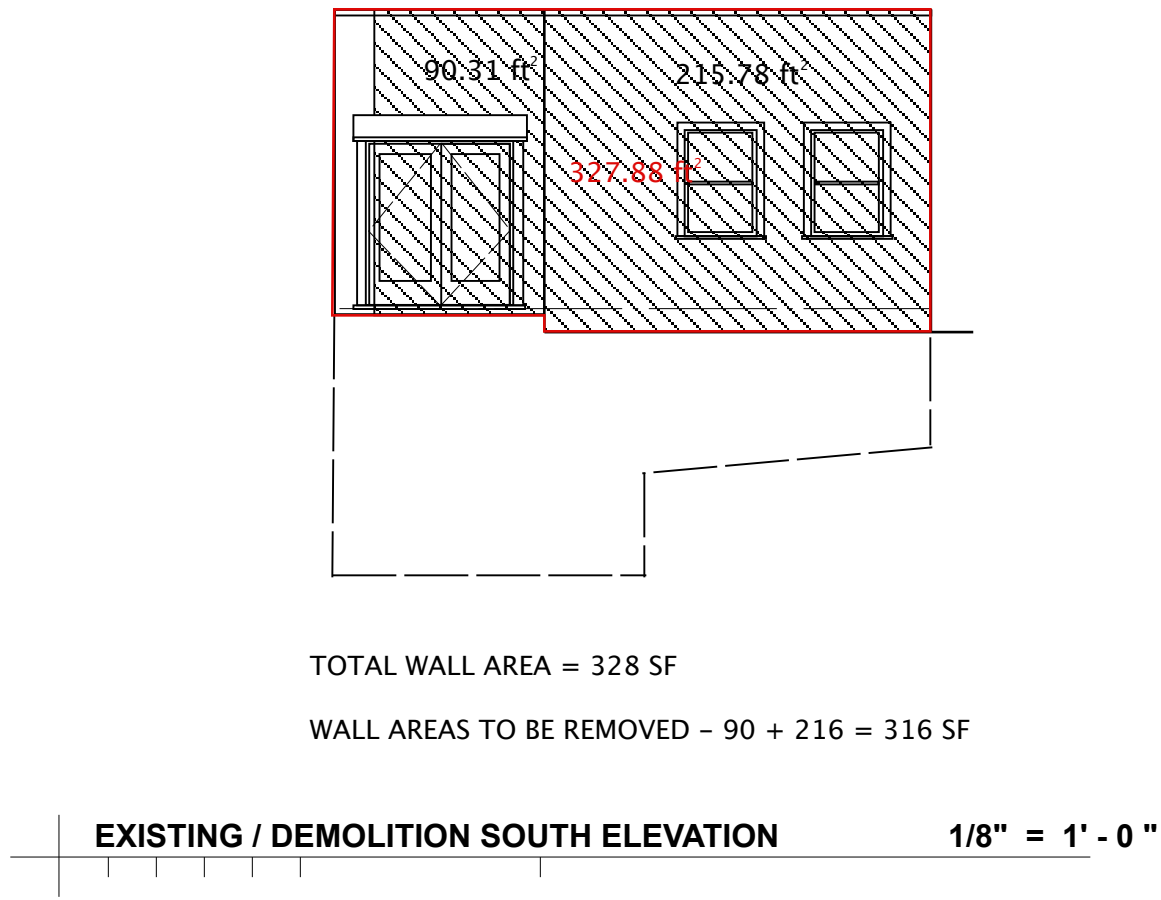 90.31 ft²
215.78 ft²
327.88 ft²
TOTAL WALL AREA = 328 SF
WALL AREAS TO BE REMOVED – 90 + 216 = 316 SF
EXISTING / DEMOLITION SOUTH ELEVATION 1/8" = 1' - 0 "